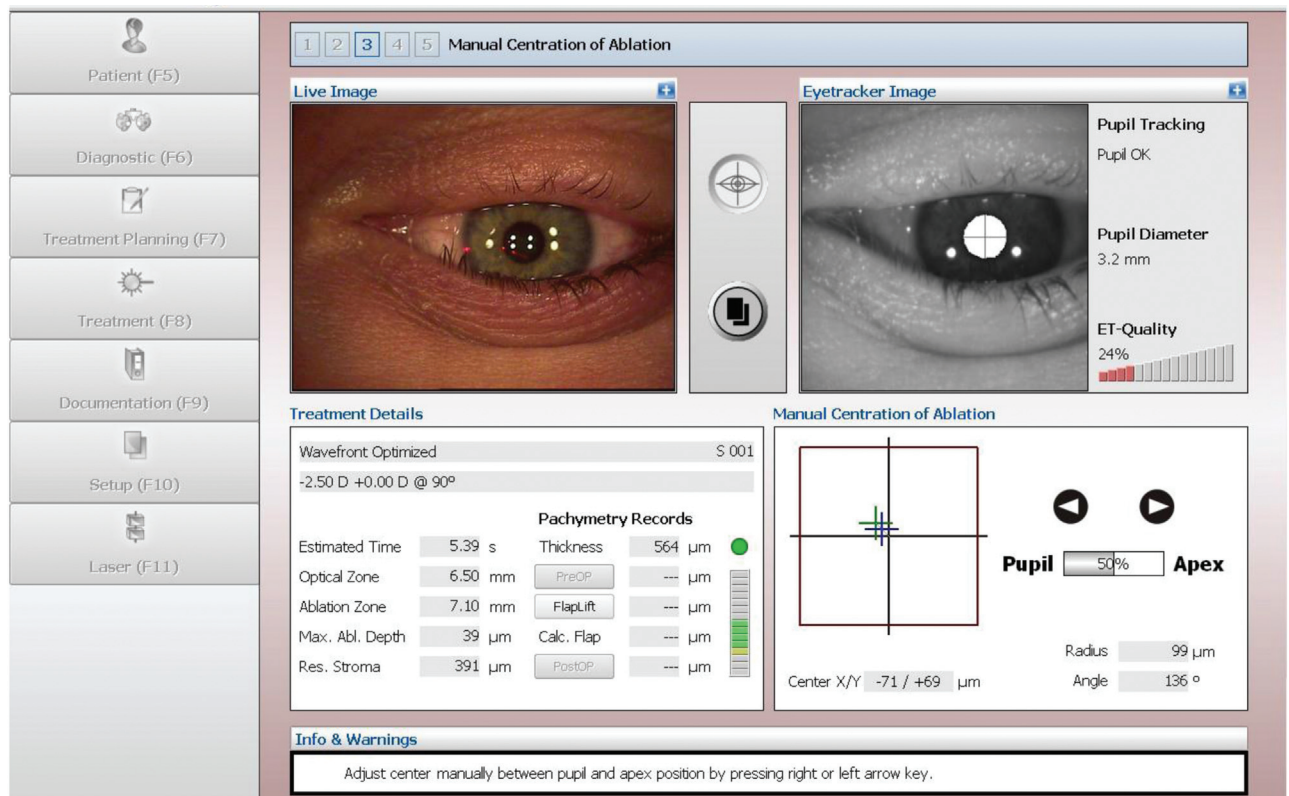 Patient (F5)
Diagnostic (F6)
Treatment Planning (F7)
Treatment (F8)
Documentation (F9)
Setup (F10)
Laser (F11)
1 2 3 4 5 Manual Centration of Ablation
Live Image
Eyetracker Image
Pupil Tracking
Pupil OK
Pupil Diameter
3.2 mm
ET-Quality
24%
Treatment Details
Wavefront Optimized S 001
-2.50 D +0.00 D @ 90º
Pachymetry Records
Estimated Time 5.39 s Thickness 564 µm
Optical Zone 6.50 mm PreOP --- µm
Ablation Zone 7.10 mm FlapLift --- µm
Max. Abl. Depth 39 µm Calc. Flap --- µm
Res. Stroma 391 µm PostOP --- µm
Manual Centration of Ablation
Pupil 50% Apex
Radius 99 µm
Center X/Y -71 / +69 µm Angle 136 º
Info & Warnings
Adjust center manually between pupil and apex position by pressing right or left arrow key.